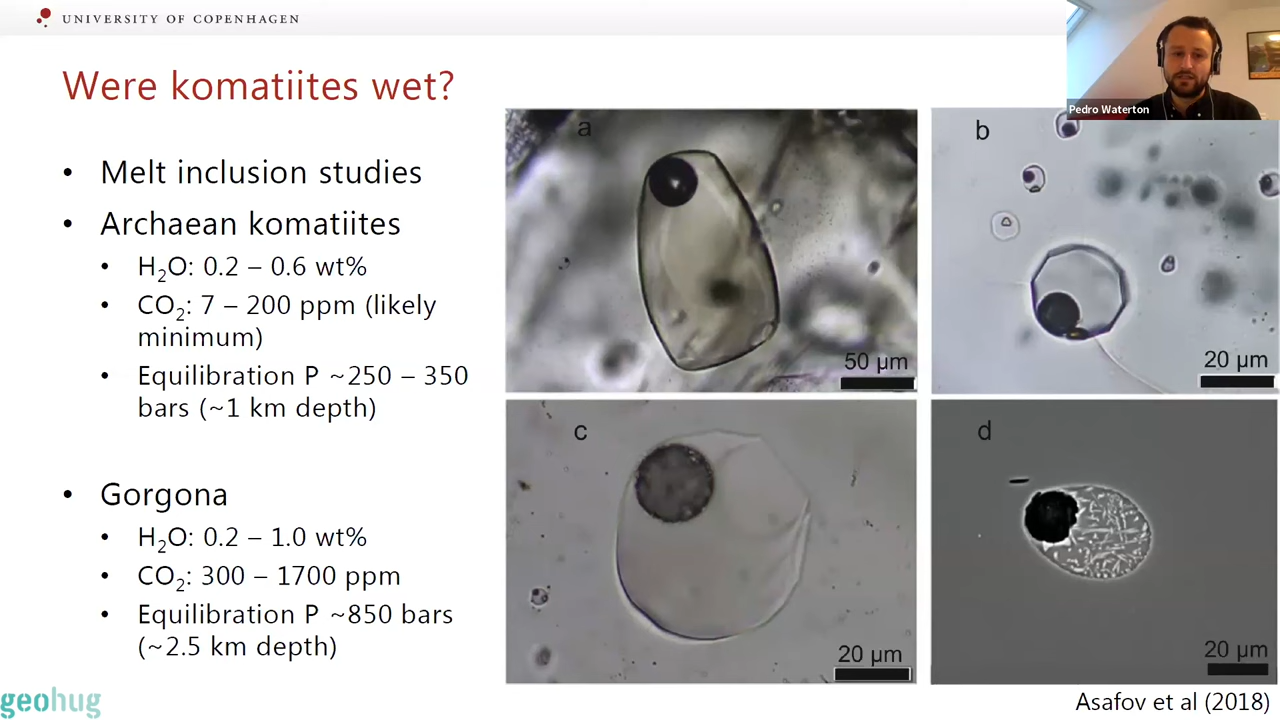 UNIVERSITY OF COPENHAGEN
Were komatiites wet?
• Melt inclusion studies
• Archaean komatiites
• H₂O: 0.2 – 0.6 wt%
• CO₂: 7 – 200 ppm (likely
minimum)
• Equilibration P ~250 – 350
bars (~1 km depth)
• Gorgona
• H₂O: 0.2 – 1.0 wt%
• CO₂: 300 – 1700 ppm
• Equilibration P ~850 bars
(~2.5 km depth)
a
50 µm
b
20 µm
c
20 µm
d
20 µm
Pedro Waterton
Asafov et al (2018)
geohug